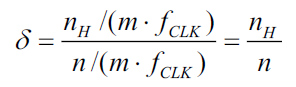 δ = n_H /(m · f_CLK) / n /(m · f_CLK) = n_H / n